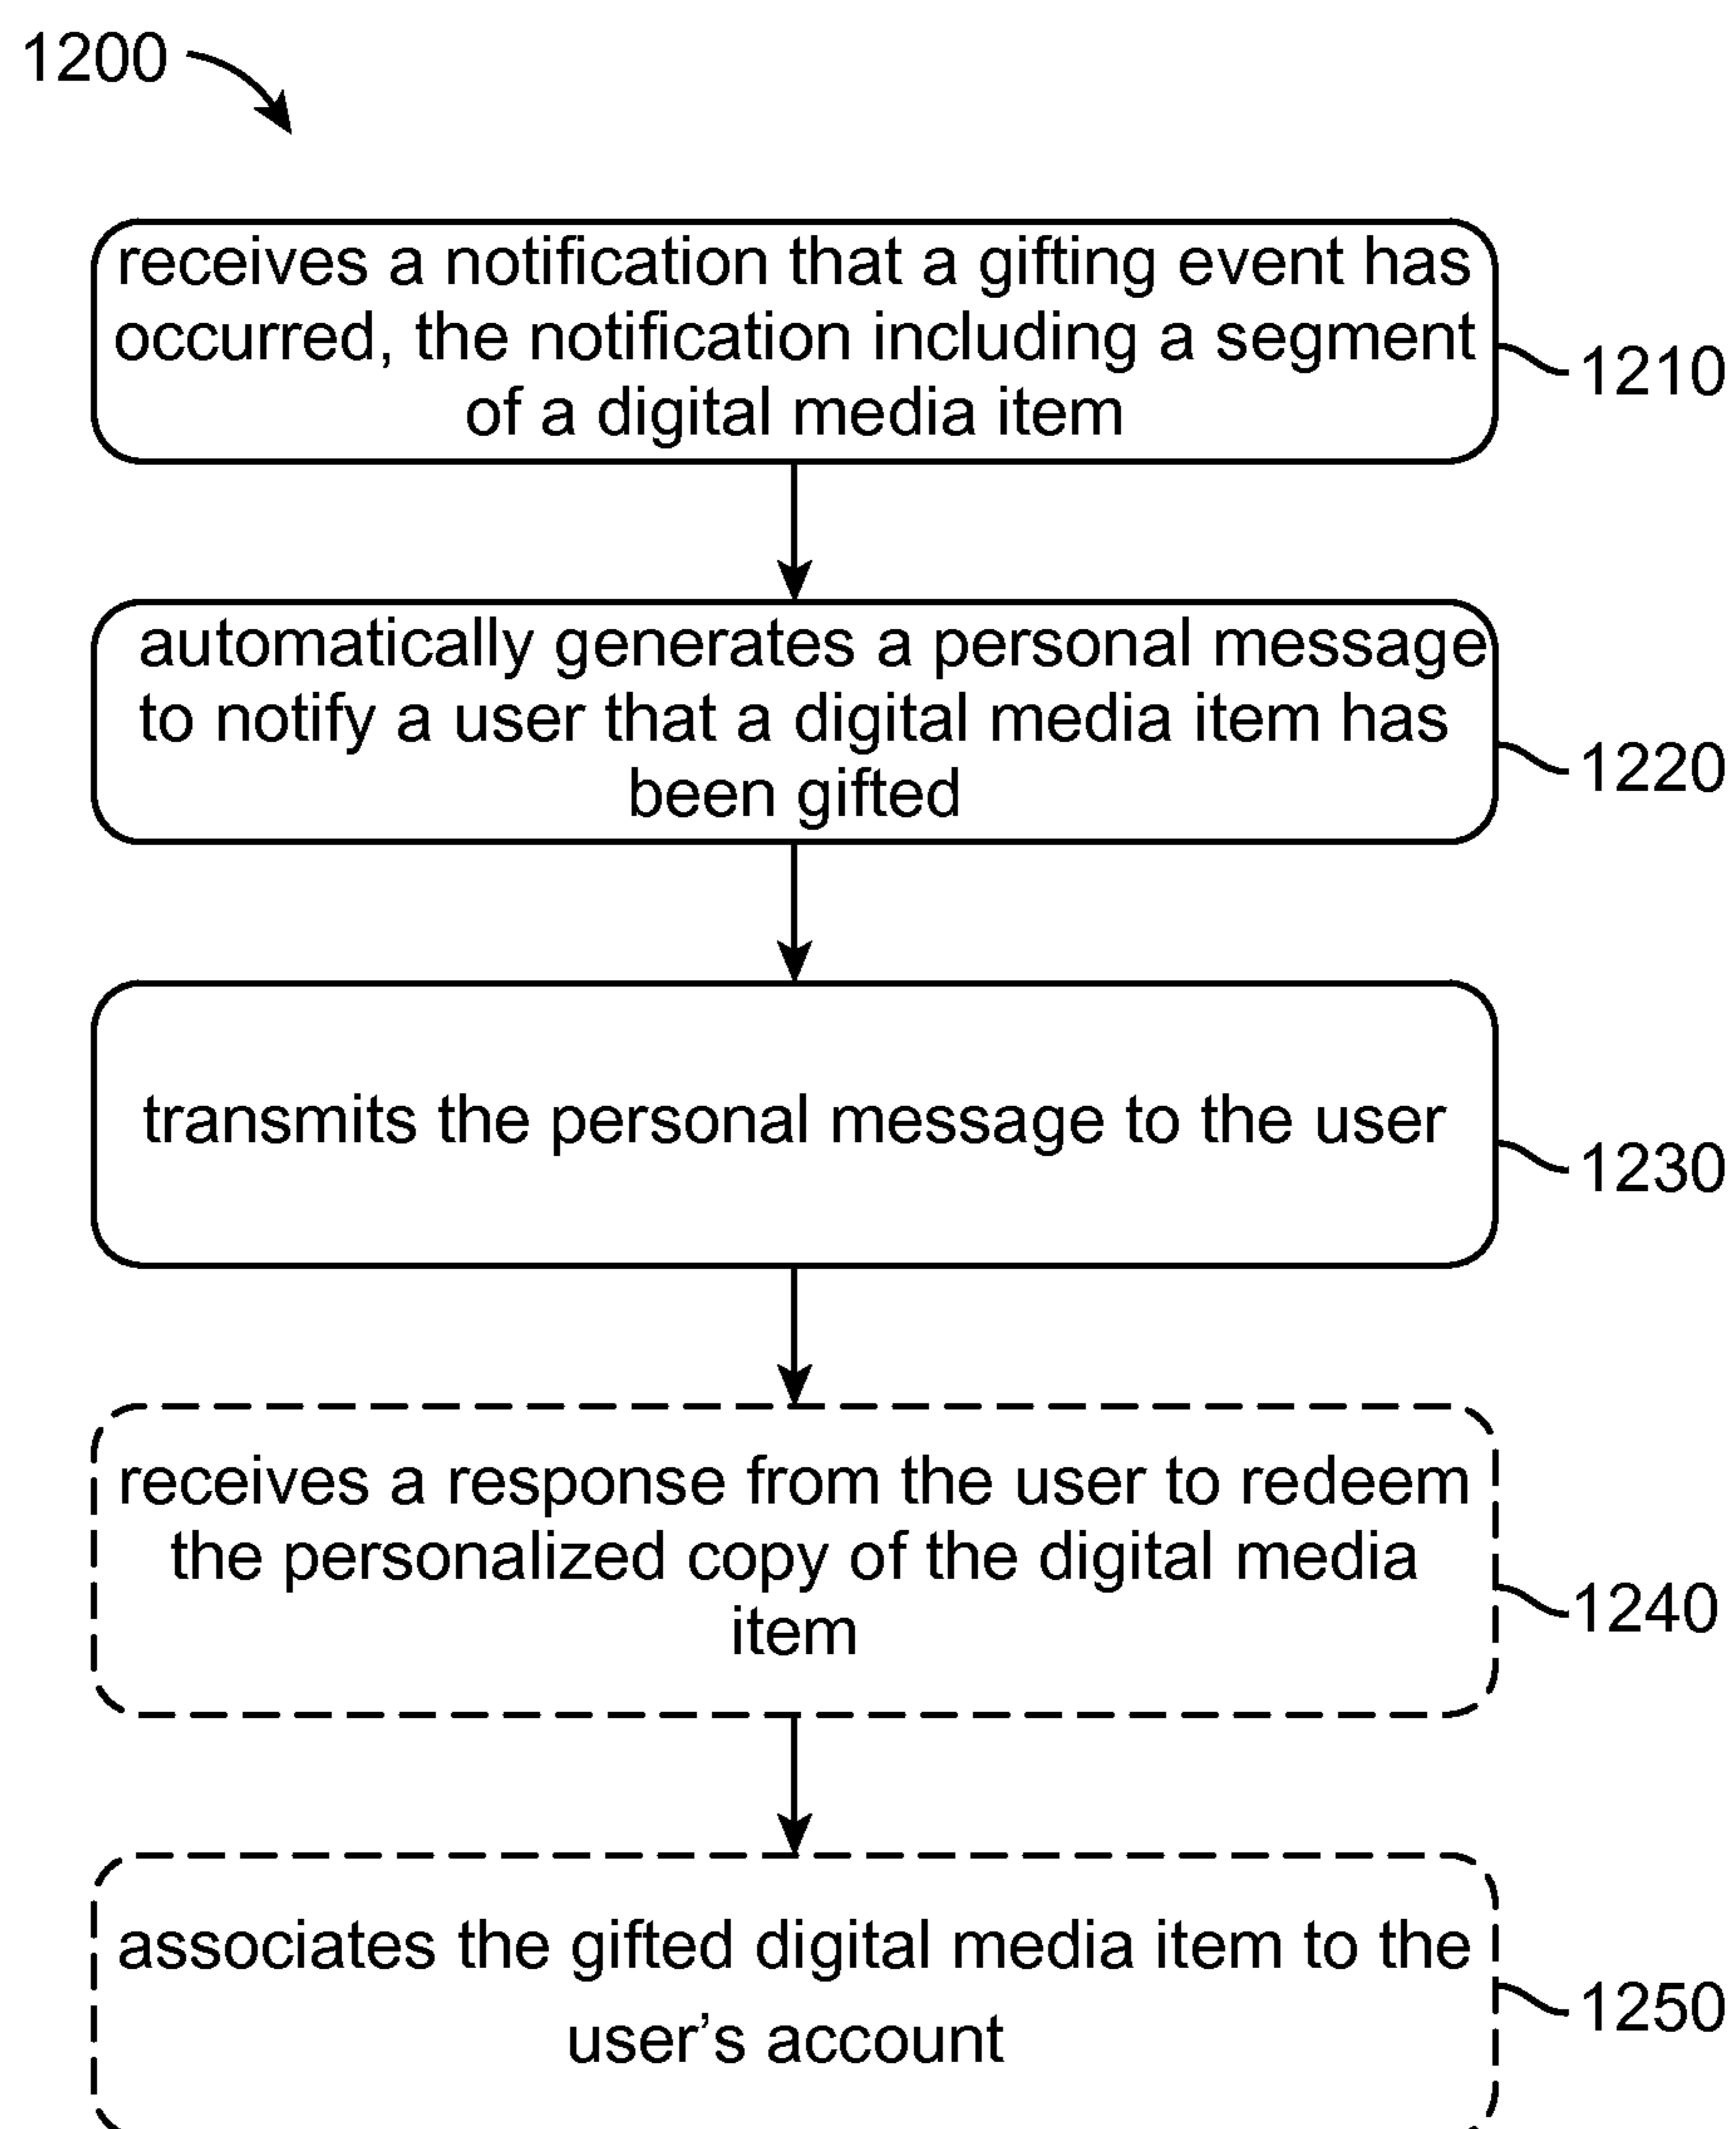 1200
receives a notification that a gifting event has
occurred, the notification including a segment
of a digital media item
1210
automatically generates a personal message
to notify a user that a digital media item has
been gifted
1220
transmits the personal message to the user
1230
receives a response from the user to redeem
the personalized copy of the digital media
item
1240
associates the gifted digital media item to the
user’s account
1250